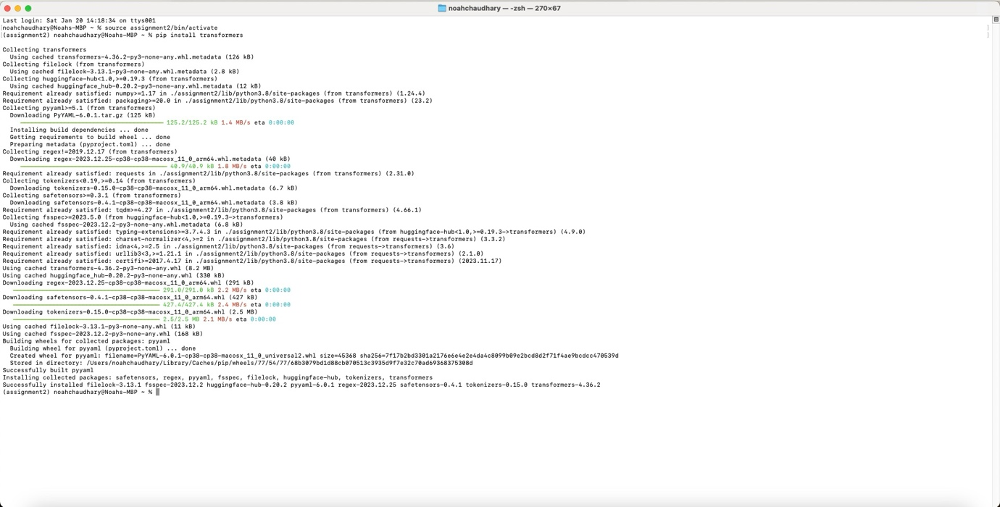 noahchaudhary — -zsh — 270×67
Last login: Sat Jan 20 14:18:34 on ttys001
noahchaudhary@Noahs-MBP ~ % source assignment2/bin/activate
(assignment2) noahchaudhary@Noahs-MBP ~ % pip install transformers
Collecting transformers
  Using cached transformers-4.36.2-py3-none-any.whl.metadata (126 kB)
Collecting filelock (from transformers)
  Using cached filelock-3.13.1-py3-none-any.whl.metadata (2.8 kB)
Collecting huggingface-hub<1.0,>=0.19.3 (from transformers)
  Using cached huggingface_hub-0.20.2-py3-none-any.whl.metadata (12 kB)
Requirement already satisfied: numpy>=1.17 in ./assignment2/lib/python3.8/site-packages (from transformers) (1.24.4)
Requirement already satisfied: packaging>=20.0 in ./assignment2/lib/python3.8/site-packages (from transformers) (23.2)
Collecting pyyaml>=5.1 (from transformers)
  Downloading PyYAML-6.0.1.tar.gz (125 kB)
125.2/125.2 kB 1.4 MB/s eta 0:00:00
  Installing build dependencies ... done
  Getting requirements to build wheel ... done
  Preparing metadata (pyproject.toml) ... done
Collecting regex!=2019.12.17 (from transformers)
  Downloading regex-2023.12.25-cp38-cp38-macosx_11_0_arm64.whl.metadata (40 kB)
40.9/40.9 kB 1.8 MB/s eta 0:00:00
Requirement already satisfied: requests in ./assignment2/lib/python3.8/site-packages (from transformers) (2.31.0)
Collecting tokenizers<0.19,>=0.14 (from transformers)
  Downloading tokenizers-0.15.0-cp38-cp38-macosx_11_0_arm64.whl.metadata (6.7 kB)
Collecting safetensors>=0.3.1 (from transformers)
  Downloading safetensors-0.4.1-cp38-cp38-macosx_11_0_arm64.whl.metadata (3.8 kB)
Requirement already satisfied: tqdm>=4.27 in ./assignment2/lib/python3.8/site-packages (from transformers) (4.66.1)
Collecting fsspec>=2023.5.0 (from huggingface-hub<1.0,>=0.19.3->transformers)
  Using cached fsspec-2023.12.2-py3-none-any.whl.metadata (6.8 kB)
Requirement already satisfied: typing-extensions>=3.7.4.3 in ./assignment2/lib/python3.8/site-packages (from huggingface-hub<1.0,>=0.19.3->transformers) (4.9.0)
Requirement already satisfied: charset-normalizer<4,>=2 in ./assignment2/lib/python3.8/site-packages (from requests->transformers) (3.3.2)
Requirement already satisfied: idna<4,>=2.5 in ./assignment2/lib/python3.8/site-packages (from requests->transformers) (3.6)
Requirement already satisfied: urllib3<3,>=1.21.1 in ./assignment2/lib/python3.8/site-packages (from requests->transformers) (2.1.0)
Requirement already satisfied: certifi>=2017.4.17 in ./assignment2/lib/python3.8/site-packages (from requests->transformers) (2023.11.17)
Using cached transformers-4.36.2-py3-none-any.whl (8.2 MB)
Using cached huggingface_hub-0.20.2-py3-none-any.whl (330 kB)
Downloading regex-2023.12.25-cp38-cp38-macosx_11_0_arm64.whl (291 kB)
291.0/291.0 kB 2.2 MB/s eta 0:00:00
Downloading safetensors-0.4.1-cp38-cp38-macosx_11_0_arm64.whl (427 kB)
427.4/427.4 kB 2.4 MB/s eta 0:00:00
Downloading tokenizers-0.15.0-cp38-cp38-macosx_11_0_arm64.whl (2.5 MB)
2.5/2.5 MB 2.1 MB/s eta 0:00:00
Using cached filelock-3.13.1-py3-none-any.whl (11 kB)
Using cached fsspec-2023.12.2-py3-none-any.whl (168 kB)
Building wheels for collected packages: pyyaml
  Building wheel for pyyaml (pyproject.toml) ... done
  Created wheel for pyyaml: filename=PyYAML-6.0.1-cp38-cp38-macosx_11_0_universal2.whl size=45368 sha256=7f17b2bd3301a2176e6e4e2e4da4c8099b09e2bcd8d2f71f4ae9bcdcc470539d
  Stored in directory: /Users/noahchaudhary/Library/Caches/pip/wheels/77/54/77/68b3079bd1d88cb070513c3935d9f7e32c70ad69368375308d
Successfully built pyyaml
Installing collected packages: safetensors, regex, pyyaml, fsspec, filelock, huggingface-hub, tokenizers, transformers
Successfully installed filelock-3.13.1 fsspec-2023.12.2 huggingface-hub-0.20.2 pyyaml-6.0.1 regex-2023.12.25 safetensors-0.4.1 tokenizers-0.15.0 transformers-4.36.2
(assignment2) noahchaudhary@Noahs-MBP ~ %